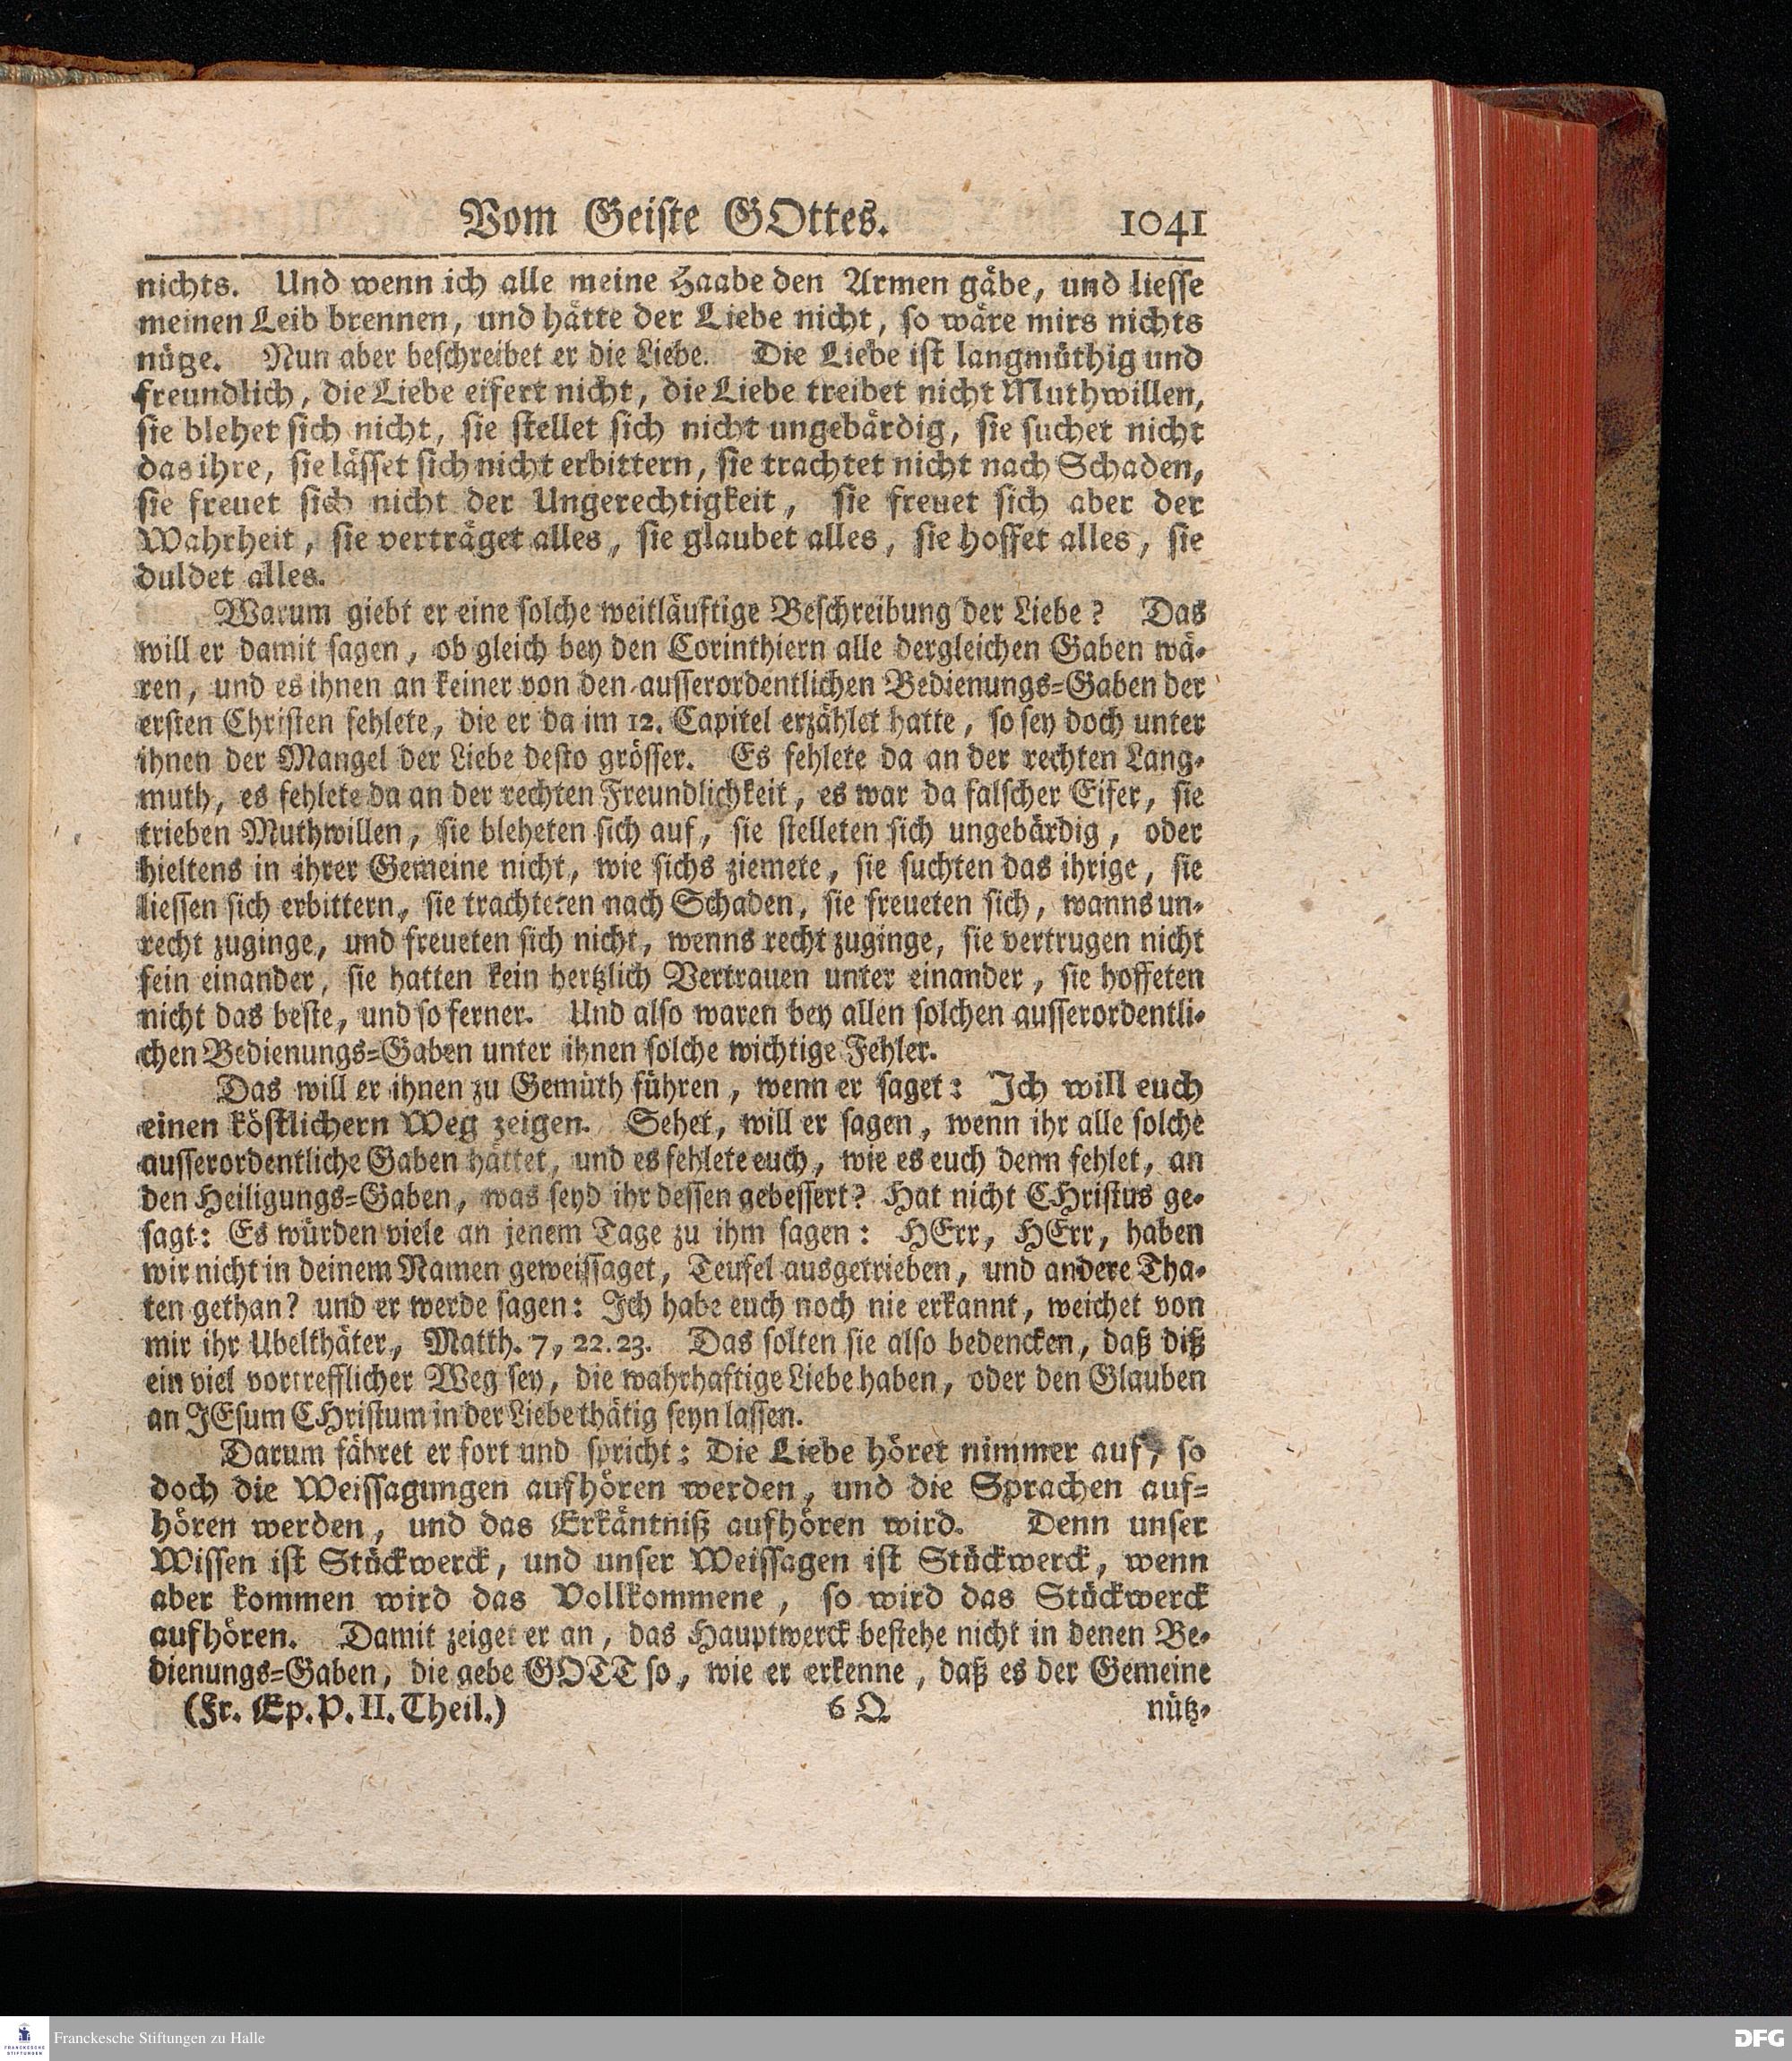 Vom Geiste GOttes. 1041
nichts. Und wenn ich alle meine Haabe den Armen gäbe, und liesse
meinen Leib brennen, und hätte der Liebe nicht, so wäre mirs nichts
nütze. Nun aber beschreibet er die Liebe. Die Liebe ist langmüthig und
freundlich, die Liebe eifert nicht, die Liebe treibet nicht Muthwillen,
sie blehet sich nicht, sie stellet sich nicht ungebärdig, sie suchet nicht
das ihre, sie lässet sich nicht erbittern, sie trachtet nicht nach Schaden,
sie freuet sich nicht der Ungerechtigkeit, sie freuet sich aber der
Wahrheit, sie verträget alles, sie glaubet alles, sie hoffet alles, sie
duldet alles.
Warum giebt er eine solche weitläuftige Beschreibung der Liebe? Das
will er damit sagen, ob gleich bey den Corinthiern alle dergleichen Gaben wä-
ren, und es ihnen an keiner von den ausserordentlichen Bedienungs-Gaben der
ersten Christen fehlete, die er da im 12. Capitel erzählet hatte, so sey doch unter
ihnen der Mangel der Liebe desto grösser. Es fehlete da an der rechten Lang-
muth, es fehlete da an der rechten Freundlichkeit, es war da falscher Eifer, sie
trieben Muthwillen, sie bleheten sich auf, sie stelleten sich ungebärdig, oder
hieltens in ihrer Gemeine nicht, wie sichs ziemete, sie suchten das ihrige, sie
liessen sich erbittern, sie trachteten nach Schaden, sie freueten sich, wanns un-
recht zuginge, und freueten sich nicht, wenns recht zuginge, sie vertrugen nicht
fein einander, sie hatten kein hertzlich Vertrauen unter einander, sie hoffeten
nicht das beste, und so ferner. Und also waren bey allen solchen ausserordentli-
chen Bedienungs-Gaben unter ihnen solche wichtige Fehler.
Das will er ihnen zu Gemüth führen, wenn er saget: Ich will euch
einen köstlichern Weg zeigen. Sehet, will er sagen, wenn ihr alle solche
ausserordentliche Gaben hättet, und es fehlete euch, wie es euch denn fehlet, an
den Heiligungs-Gaben, was seyd ihr dessen gebessert? Hat nicht CHristus ge-
sagt: Es würden viele an jenem Tage zu ihm sagen: HErr, HErr, haben
wir nicht in deinem Namen geweissaget, Teufel ausgetrieben, und andere Tha-
ten gethan? und er werde sagen: Ich habe euch noch nie erkannt, weichet von
mir ihr Ubelthäter, Matth. 7, 22.23. Das solten sie also bedencken, daß diß
ein viel vortrefflicher Weg sey, die wahrhaftige Liebe haben, oder den Glauben
an JEsum CHristum in der Liebe thätig seyn lassen.
Darum fähret er fort und spricht: Die Liebe höret nimmer auf, so
doch die Weissagungen aufhören werden, und die Sprachen auf-
hören werden, und das Erkäntniß aufhören wird. Denn unser
Wissen ist Stückwerck, und unser Weissagen ist Stückwerck, wenn
aber kommen wird das Vollkommene, so wird das Stückwerck
aufhören. Damit zeiget er an, das Hauptwerck bestehe nicht in denen Be-
dienungs-Gaben, die gebe GOTT so, wie er erkenne, daß es der Gemeine
(Fr. Ep. P. II. Theil.) 6 Q nütz-
FRANCKESCHE
STIFTUNGEN
Franckesche Stiftungen zu Halle
DFG